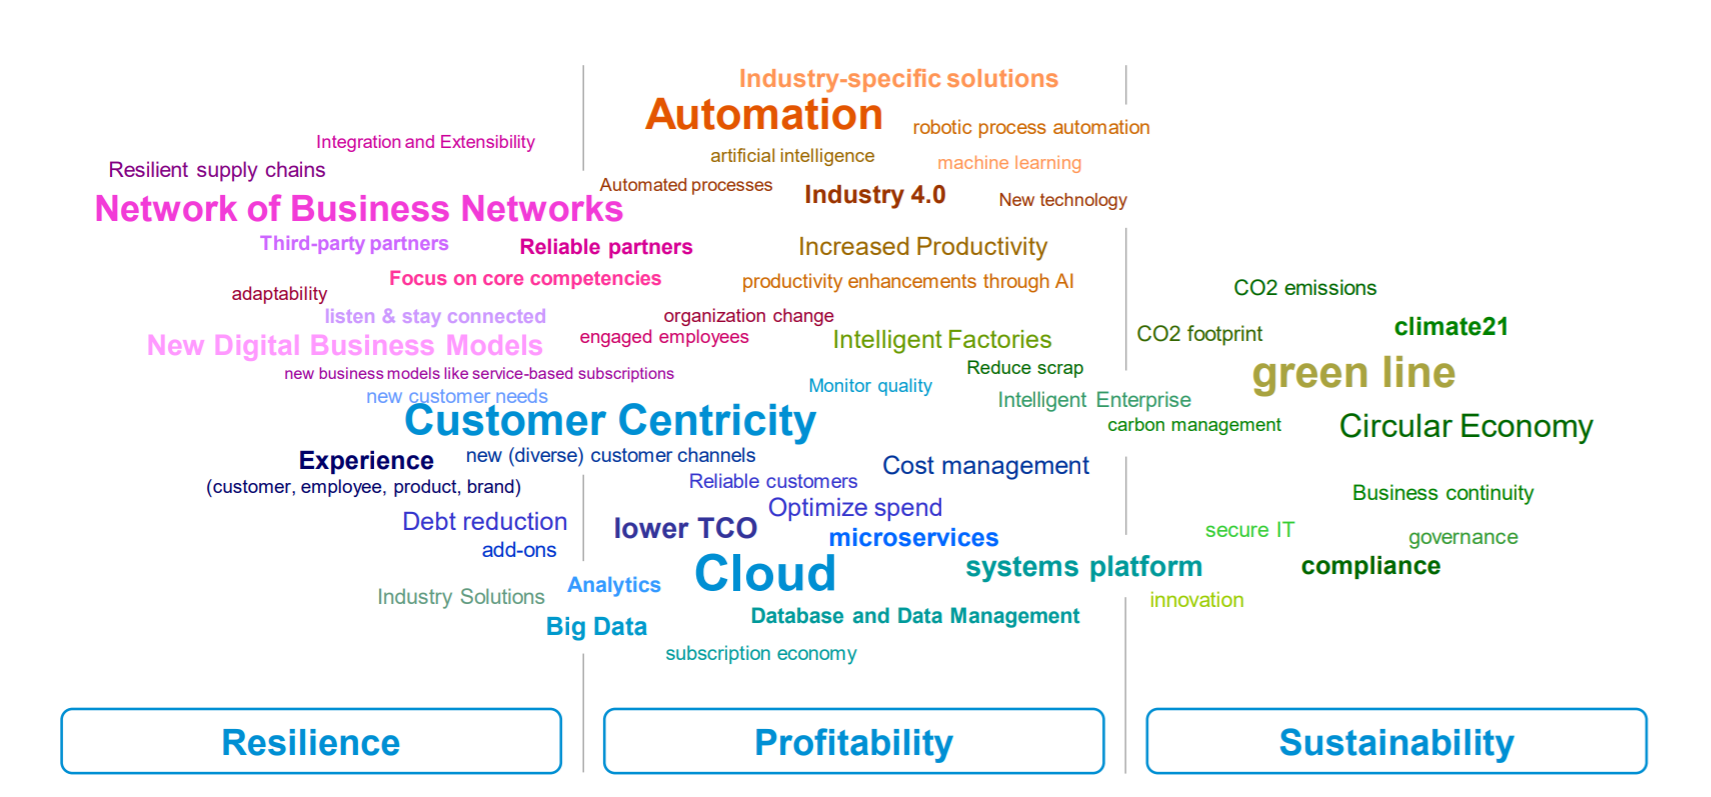 Industry-specific solutions
Automation
robotic process automation
Integration and Extensibility
artificial intelligence
machine learning
Resilient supply chains
Automated processes
Industry 4.0
New technology
Network of Business Networks
Third-party partners
Reliable partners
Increased Productivity
Focus on core competencies
productivity enhancements through AI
CO2 emissions
adaptability
listen & stay connected
organization change
climate21
engaged employees
Intelligent Factories
CO2 footprint
New Digital Business Models
Reduce scrap
green line
new business models like service-based subscriptions
Monitor quality
new customer needs
Intelligent Enterprise
Customer Centricity
carbon management
Circular Economy
Experience
new (diverse) customer channels
Cost management
(customer, employee, product, brand)
Reliable customers
Business continuity
Optimize spend
Debt reduction
lower TCO
secure IT
microservices
governance
add-ons
Cloud
systems platform
compliance
Analytics
Industry Solutions
innovation
Database and Data Management
Big Data
subscription economy
Resilience
Profitability
Sustainability